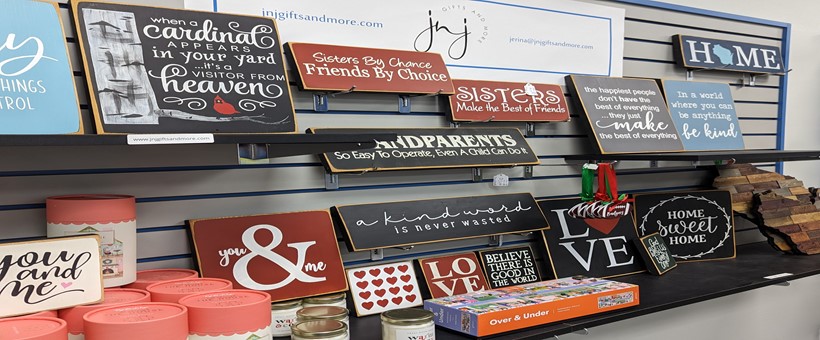 jnjgiftsandmore.com
jnj
GIFTS AND MORE
jerina@jnjgiftsandmore.com
when a
cardinal
APPEARS
in your yard
...it's a
VISITOR FROM
heaven
www.jnjgiftsandmore.com
THINGS
TROL
Sisters By Chance
Friends By Choice
SISTERS
Make the Best of Friends
ANDPARENTS
So Easy To Operate, Even A Child Can Do It
the happiest people
don't have the
best of everything
...they just
make
the best
of everything
In a world
where you can
be anything
be kind
HOME
you
and
me
you & me
a kind word
is never wasted
LOVE
LOVE
BELIEVE
THERE IS
GOOD IN
THE WORLD
HOME
sweet
HOME
Over & Under